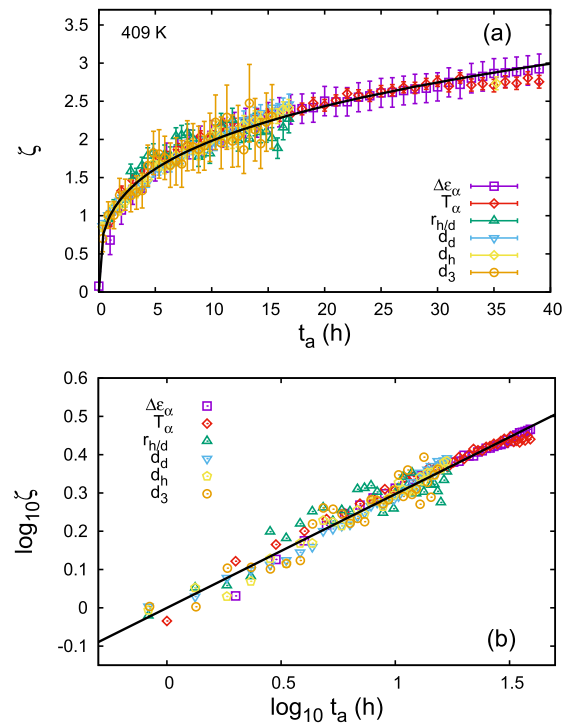 409 K
(a)
3.5
3
2.5
2
1.5
1
0.5
0
ζ
Δε_α
T_α
r_h/d
d_d
d_h
d_3
0 5 10 15 20 25 30 35 40
t_a (h)
0.6
0.5
0.4
0.3
0.2
0.1
0
-0.1
log_10 ζ
Δε_α
T_α
r_h/d
d_d
d_h
d_3
(b)
0 0.5 1 1.5
log_10 t_a (h)